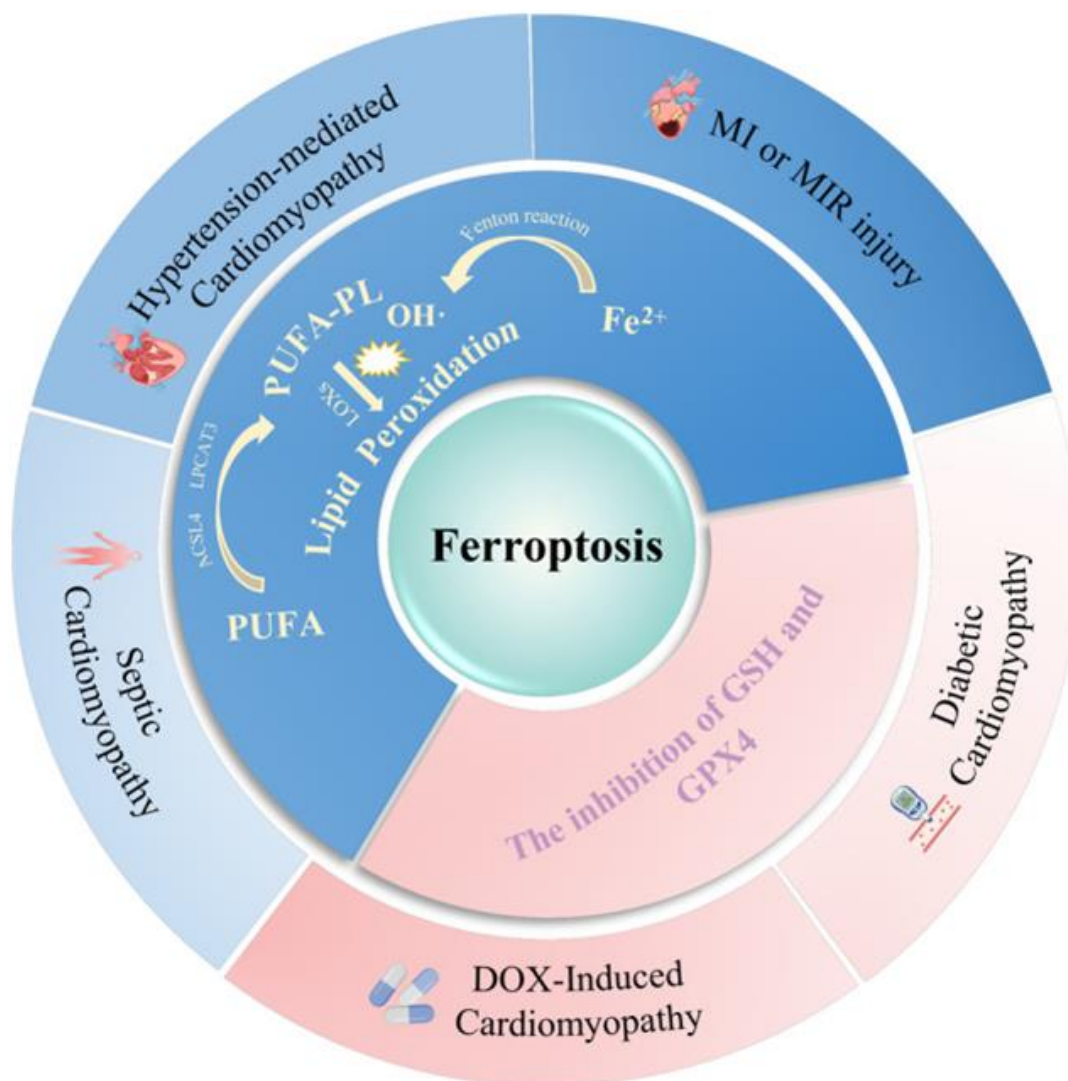 Hypertension-mediated
Cardiomyopathy
MI or MIR injury
Fenton reaction
PUFA-PL
OH·
Fe²⁺
LOXs
Lipid Peroxidation
ACSL4 LPCAT3
PUFA
Ferroptosis
The inhibition of GSH and
GPX4
Septic
Cardiomyopathy
Diabetic
Cardiomyopathy
DOX-Induced
Cardiomyopathy